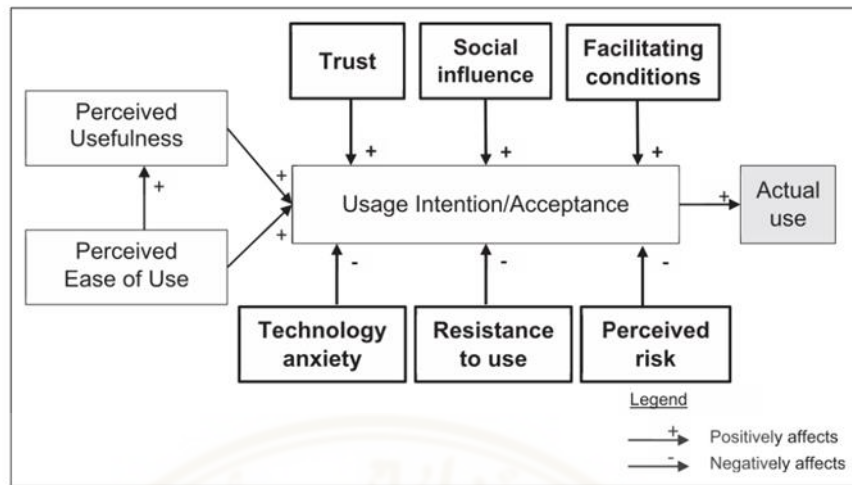 Trust
Social
influence
Facilitating
conditions
Perceived
Usefulness
+
+
+
+
+
+
Usage Intention/Acceptance
+
Actual
use
Perceived
Ease of Use
-
-
-
Technology
anxiety
Resistance
to use
Perceived
risk
Legend
+
Positively affects
-
Negatively affects